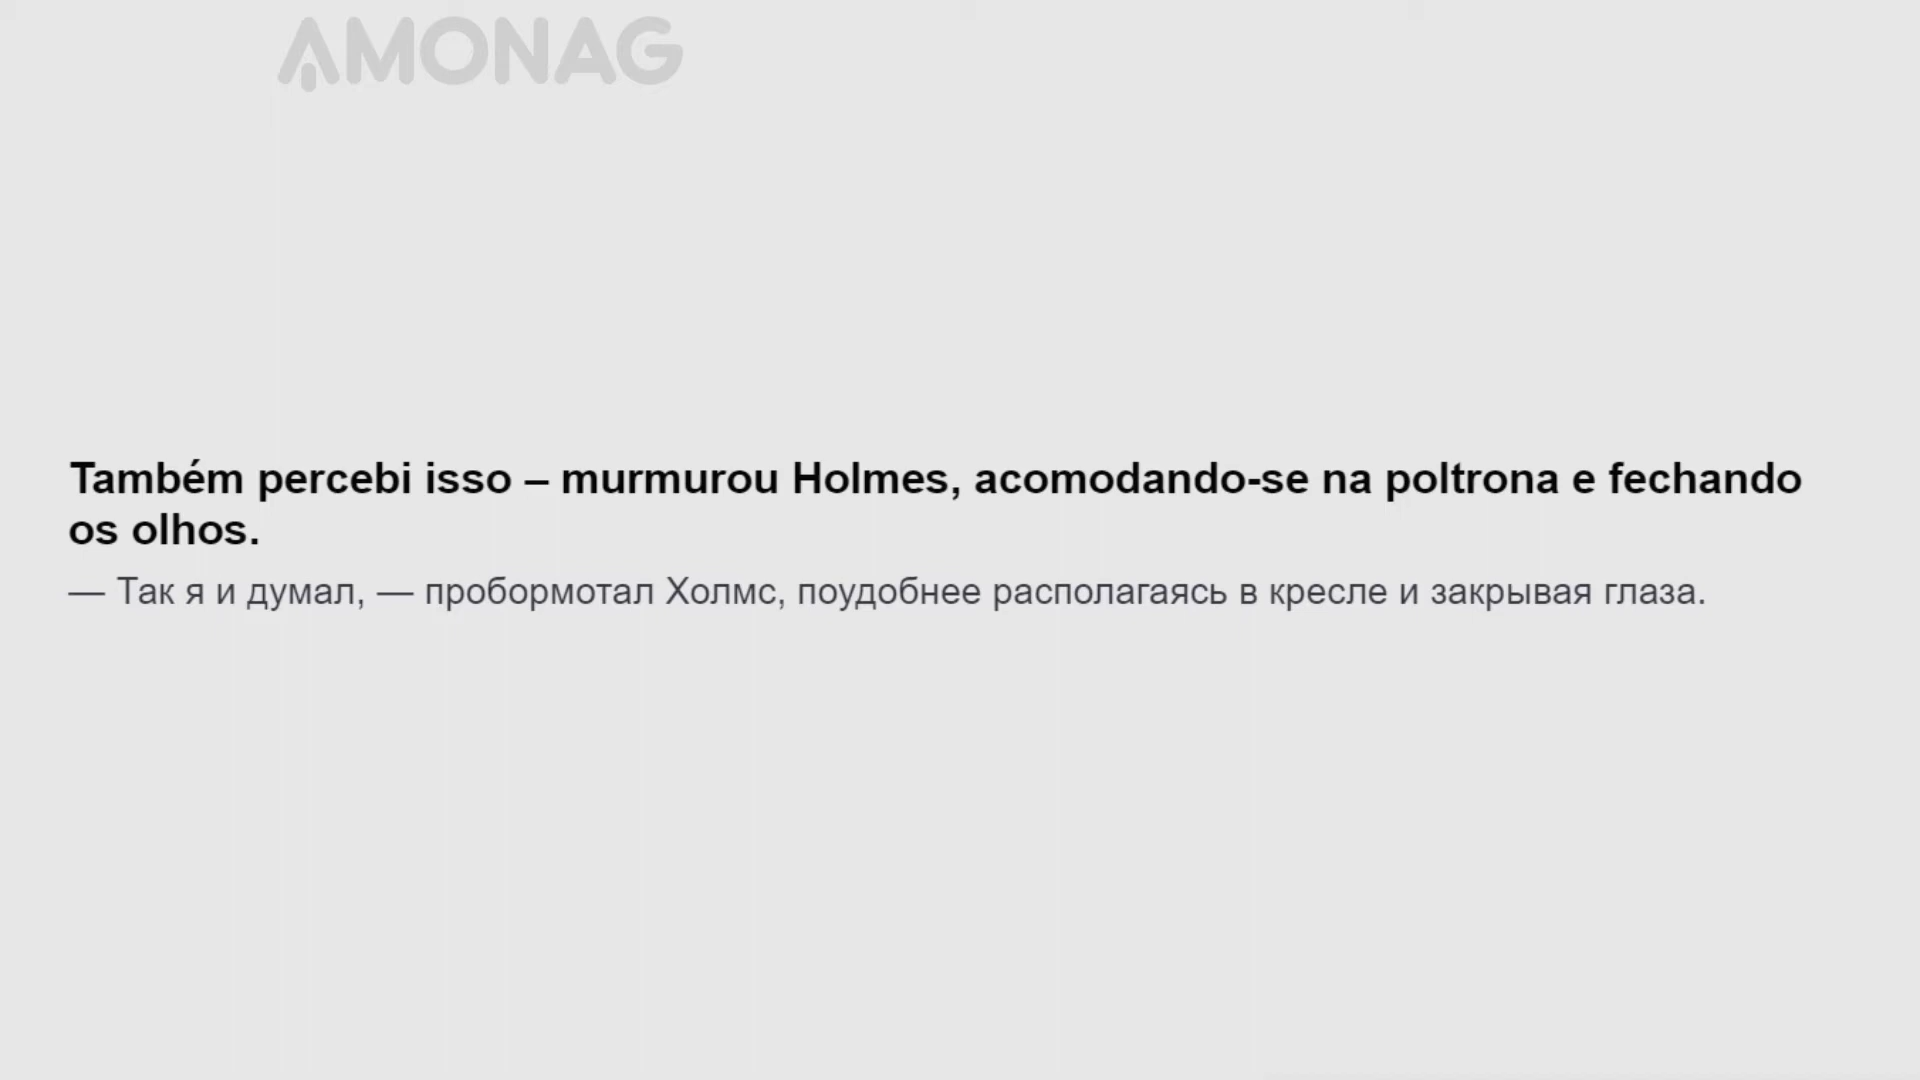 AMONAG
Também percebi isso – murmurou Holmes, acomodando-se na poltrona e fechando
os olhos.
— Так я и думал, — пробормотал Холмс, поудобнее располагаясь в кресле и закрывая глаза.